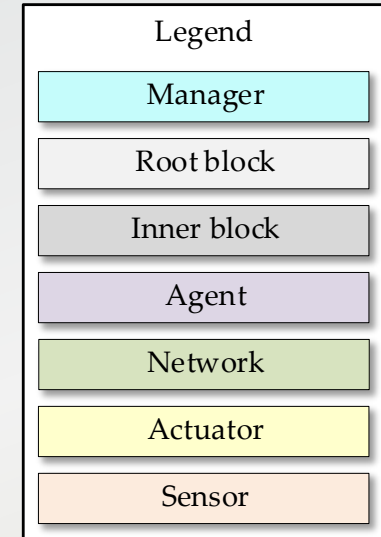 Legend
Manager
Root block
Inner block
Agent
Network
Actuator
Sensor